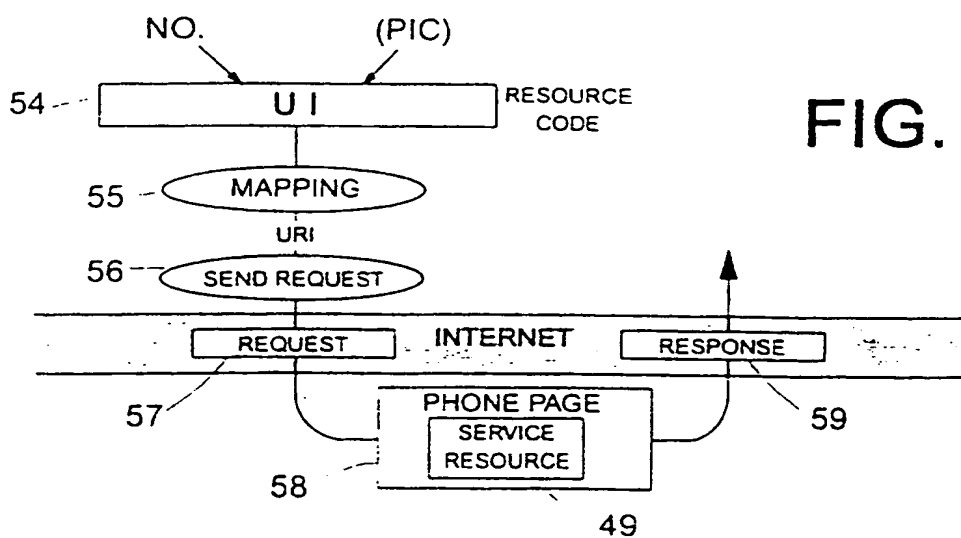 NO. (PIC)
54 U I RESOURCE CODE
FIG.
55 MAPPING
URI
56 SEND REQUEST
REQUEST INTERNET RESPONSE
57 59
PHONE PAGE
SERVICE
RESOURCE
58
49